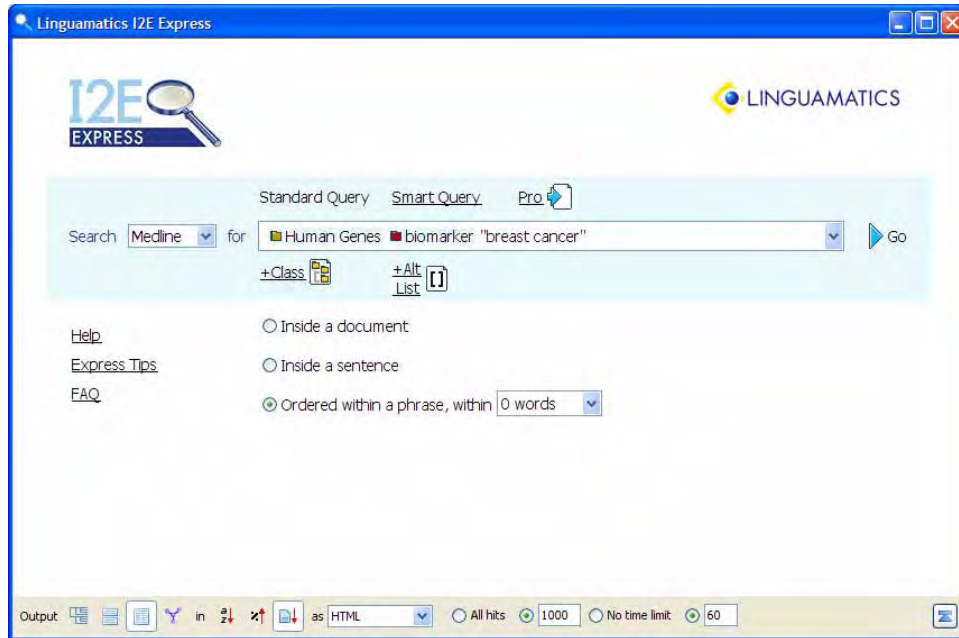 Linguamatics I2E Express
I2E
EXPRESS
LINGUAMATICS
Standard Query Smart Query Pro
Search Medline for Human Genes biomarker "breast cancer" Go
+Class +Alt
List []
Help
Express Tips
FAQ
Inside a document
Inside a sentence
Ordered within a phrase, within 0 words
Output in a z % as HTML All hits 1000 No time limit 60